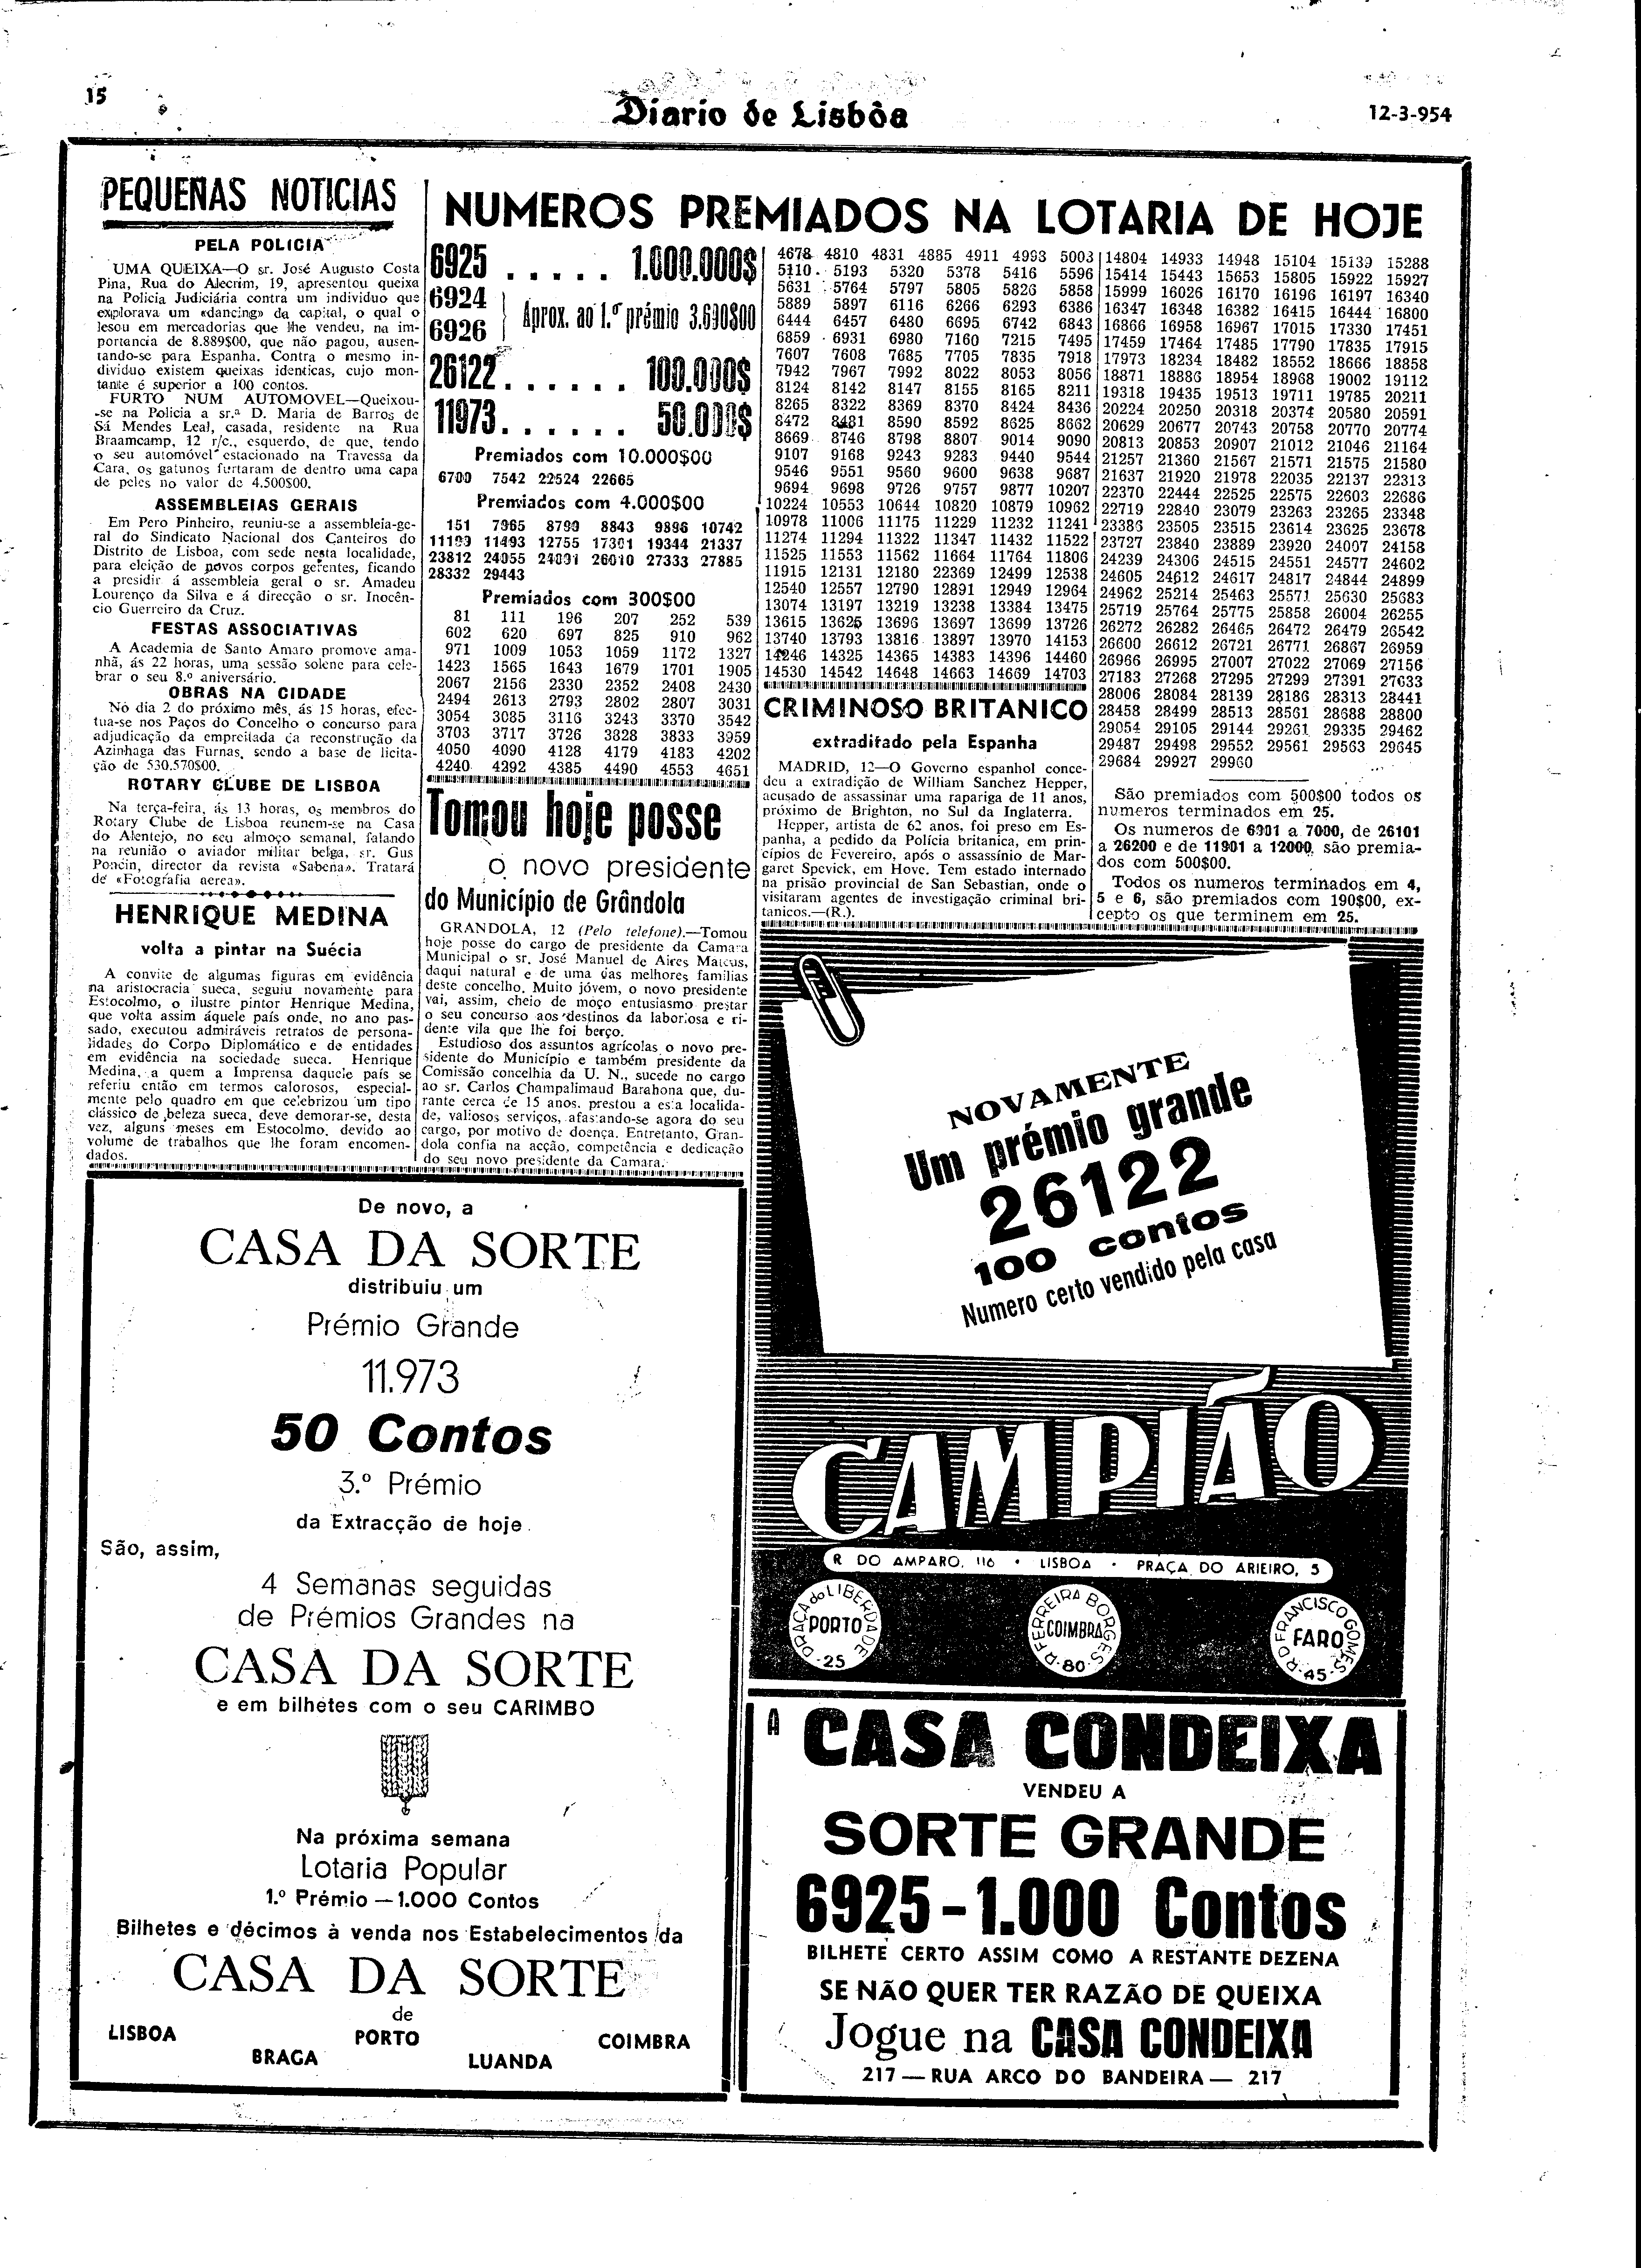 15
Diario de Lisbôa
12-3-954
PEQUENAS NOTICIAS
PELA POLICIA
UMA QUEIXA—O sr. José Augusto Costa
Pina, Rua do Alecrim, 19, apresentou queixa
na Policia Judiciária contra um individuo que
explorava um «dancing» da capital, o qual o
lesou em mercadorias que lhe vendeu, na im-
portancia de 8.889$00, que não pagou, ausen-
tando-se para Espanha. Contra o mesmo in-
dividuo existem queixas identicas, cujo mon-
tante é superior a 100 contos.
FURTO NUM AUTOMOVEL—Queixou-
-se na Policia a sr.ª D. Maria de Barros de
Sá Mendes Leal, casada, residente na Rua
Braamcamp, 12 r/c., esquerdo, de que, tendo
o seu automóvel estacionado na Travessa da
Cara, os gatunos furtaram de dentro uma capa
de peles no valor de 4.500$00.
ASSEMBLEIAS GERAIS
Em Pero Pinheiro, reuniu-se a assembleia-ge-
ral do Sindicato Nacional dos Canteiros do
Distrito de Lisboa, com sede nesta localidade,
para eleição de novos corpos gerentes, ficando
a presidir á assembleia geral o sr. Amadeu
Lourenço da Silva e á direcção o sr. Inocên-
cio Guerreiro da Cruz.
FESTAS ASSOCIATIVAS
A Academia de Santo Amaro promove ama-
nhã, ás 22 horas, uma sessão solene para cele-
brar o seu 8.º aniversário.
OBRAS NA CIDADE
No dia 2 do próximo mês, ás 15 horas, efec-
tua-se nos Paços do Concelho o concurso para
adjudicação da empreitada da reconstrução da
Azinhaga das Furnas, sendo a base de licita-
ção de 530.570$00.
ROTARY CLUBE DE LISBOA
Na terça-feira, ás 13 horas, os membros do
Rotary Clube de Lisboa reunem-se na Casa
do Alentejo, no seu almoço semanal, falando
na reunião o aviador militar belga, sr. Gus
Poncin, director da revista «Sabena». Tratará
de «Fotografia aerea».
HENRIQUE MEDINA
volta a pintar na Suécia
A convite de algumas figuras em evidência
na aristocracia sueca, seguiu novamente para
Estocolmo, o ilustre pintor Henrique Medina,
que volta assim áquele país onde, no ano pas-
sado, executou admiráveis retratos de persona-
lidades do Corpo Diplomático e de entidades
em evidência na sociedade sueca. Henrique
Medina, a quem a Imprensa daquele país se
referiu então em termos calorosos, especial-
mente pelo quadro em que celebrizou um tipo
clássico de beleza sueca, deve demorar-se, desta
vez, alguns meses em Estocolmo, devido ao
volume de trabalhos que lhe foram encomen-
dados.
NUMEROS PREMIADOS NA LOTARIA DE HOJE
6925 ..... 1.000.000$
6924
6926
Aprox. ao 1.º prémio 3.690$00
26122...... 100.000$
11973...... 50.000$
Premiados com 10.000$00
6700 7542 22524 22665
Premiados com 4.000$00
151 7965 8799 8843 9896 10742
11199 11493 12755 17301 19344 21337
23812 24055 24091 26010 27333 27885
28332 29443
Premiados com 300$00
81 111 196 207 252 539
602 620 697 825 910 962
971 1009 1053 1059 1172 1327
1423 1565 1643 1679 1701 1905
2067 2156 2330 2352 2408 2430
2494 2613 2793 2802 2807 3031
3054 3085 3116 3243 3370 3542
3703 3717 3726 3828 3833 3959
4050 4090 4128 4179 4183 4202
4240 4292 4385 4490 4553 4651
4678 4810 4831 4885 4911 4993 5003
5110 5193 5320 5378 5416 5596
5631 5764 5797 5805 5826 5858
5889 5897 6116 6266 6293 6386
6444 6457 6480 6695 6742 6843
6859 6931 6980 7160 7215 7495
7607 7608 7685 7705 7835 7918
7942 7967 7992 8022 8053 8056
8124 8142 8147 8155 8165 8211
8265 8322 8369 8370 8424 8436
8472 8481 8590 8592 8625 8662
8669 8746 8798 8807 9014 9090
9107 9168 9243 9283 9440 9544
9546 9551 9560 9600 9638 9687
9694 9698 9726 9757 9877 10207
10224 10553 10644 10820 10879 10962
10978 11006 11175 11229 11232 11241
11274 11294 11322 11347 11432 11522
11525 11553 11562 11664 11764 11806
11915 12131 12180 22369 12499 12538
12540 12557 12790 12891 12949 12964
13074 13197 13219 13238 13384 13475
13615 13625 13696 13697 13699 13726
13740 13793 13816 13897 13970 14153
14246 14325 14365 14383 14396 14460
14530 14542 14648 14663 14669 14703
14804 14933 14948 15104 15139 15288
15414 15443 15653 15805 15922 15927
15999 16026 16170 16196 16197 16340
16347 16348 16382 16415 16444 16800
16866 16958 16967 17015 17330 17451
17459 17464 17485 17790 17835 17915
17973 18234 18482 18552 18666 18858
18871 18886 18954 18968 19002 19112
19318 19435 19513 19711 19785 20211
20224 20250 20318 20374 20580 20591
20629 20677 20743 20758 20770 20774
20813 20853 20907 21012 21046 21164
21257 21360 21567 21571 21575 21580
21637 21920 21978 22035 22137 22313
22370 22444 22525 22575 22603 22686
22719 22840 23079 23263 23265 23348
23386 23505 23515 23614 23625 23678
23727 23840 23889 23920 24007 24158
24239 24306 24515 24551 24577 24602
24605 24612 24617 24817 24844 24899
24962 25214 25463 25571 25630 25683
25719 25764 25775 25858 26004 26255
26272 26282 26465 26472 26479 26542
26600 26612 26721 26771 26867 26959
26966 26995 27007 27022 27069 27156
27183 27268 27295 27299 27391 27633
28006 28084 28139 28186 28313 28441
28458 28499 28513 28561 28688 28800
29054 29105 29144 29261 29335 29462
29487 29498 29552 29561 29563 29645
29684 29927 29960
São premiados com 500$00 todos os
numeros terminados em 25.
Os numeros de 6901 a 7000, de 26101
a 26200 e de 11901 a 12000, são premia-
dos com 500$00.
Todos os numeros terminados em 4,
5 e 6, são premiados com 190$00, ex-
cepto os que terminem em 25.
Tomou hoje posse
o novo presidente
do Município de Grândola
GRANDOLA, 12 (Pelo telefone).—Tomou
hoje posse do cargo de presidente da Camara
Municipal o sr. José Manuel de Aires Mateus,
daqui natural e de uma das melhores familias
deste concelho. Muito jóvem, o novo presidente
vai, assim, cheio de moço entusiasmo prestar
o seu concurso aos destinos da laboriosa e ri-
dente vila que lhe foi berço.
Estudioso dos assuntos agrícolas o novo pre-
sidente do Município e também presidente da
Comissão concelhia da U. N., sucede no cargo
ao sr. Carlos Champalimaud Barahona que, du-
rante cerca de 15 anos, prestou a esta localida-
de, valiosos serviços, afastando-se agora do seu
cargo, por motivo de doença. Entretanto, Gran-
dola confia na acção, competência e dedicação
do seu novo presidente da Camara.
CRIMINOSO BRITANICO
extraditado pela Espanha
MADRID, 12—O Governo espanhol conce-
deu a extradição de William Sanchez Hepper,
acusado de assassinar uma rapariga de 11 anos,
próximo de Brighton, no Sul da Inglaterra.
Hepper, artista de 62 anos, foi preso em Es-
panha, a pedido da Polícia britanica, em prin-
cípios de Fevereiro, após o assassínio de Mar-
garet Spevick, em Hove. Tem estado internado
na prisão provincial de San Sebastian, onde o
visitaram agentes de investigação criminal bri-
tanicos.—(R.).
De novo, a
CASA DA SORTE
distribuiu um
Prémio Grande
11.973
50 Contos
3.º Prémio
da Extracção de hoje
São, assim,
4 Semanas seguidas
de Prémios Grandes na
CASA DA SORTE
e em bilhetes com o seu CARIMBO
Na próxima semana
Lotaria Popular
1.º Prémio — 1.000 Contos
Bilhetes e décimos à venda nos Estabelecimentos da
CASA DA SORTE
de
LISBOA
BRAGA
PORTO
LUANDA
COIMBRA
NOVAMENTE
Um prémio grande
26122
100 contos
Numero certo vendido pela casa
CAMPIÃO
R DO AMPARO, 116 • LISBOA • PRAÇA DO ARIEIRO, 5
PRAÇA do LIBERDADE - 25
PORTO
R. FERREIRA BORGES - 80
COIMBRA
R. D FRANCISCO GOMES - 45
FARO
A CASA CONDEIXA
VENDEU A
SORTE GRANDE
6925-1.000 Contos
BILHETE CERTO ASSIM COMO A RESTANTE DEZENA
SE NÃO QUER TER RAZÃO DE QUEIXA
Jogue na CASA CONDEIXA
217 — RUA ARCO DO BANDEIRA — 217